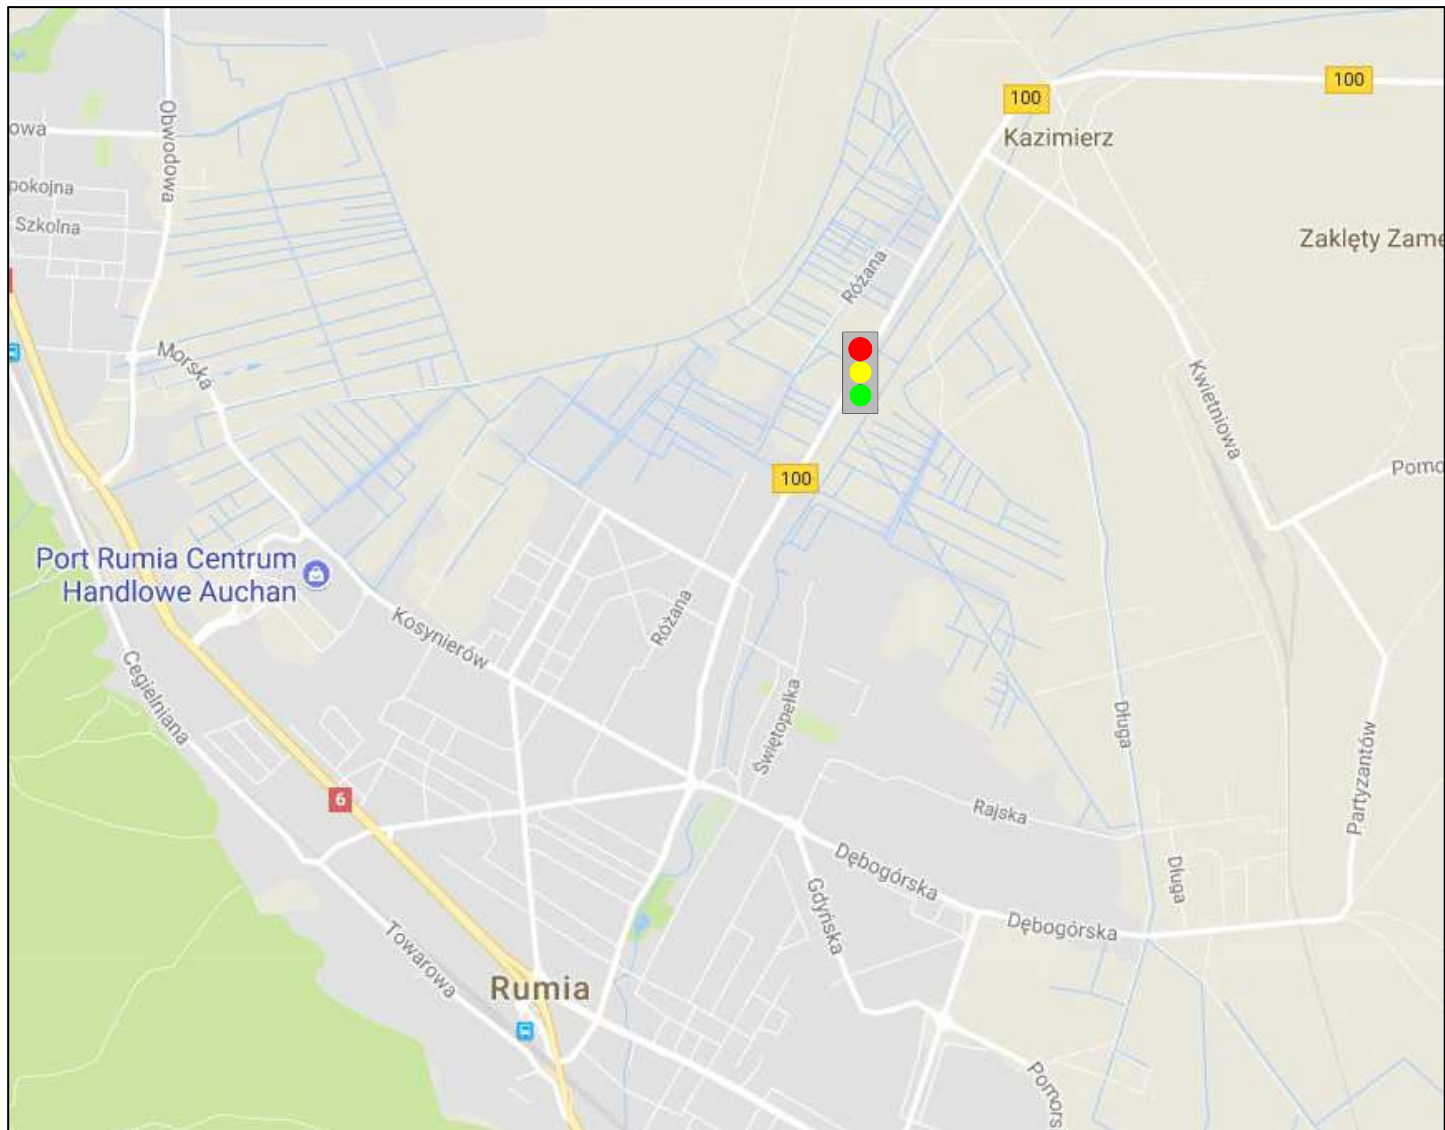 100
100
Obwodowa
owa
Kazimierz
pokojna
Szkolna
Zaklęty Zame
Różana
Morska
Kwietniowa
Pomo
100
Port Rumia Centrum
Handlowe Auchan
Różana
Kosynierów
Cegielniana
Świętopełka
Długa
Partyzantów
6
Rajska
Dębogórska
Długa
Gdyńska
Dębogórska
Towarowa
Rumia
Pomors